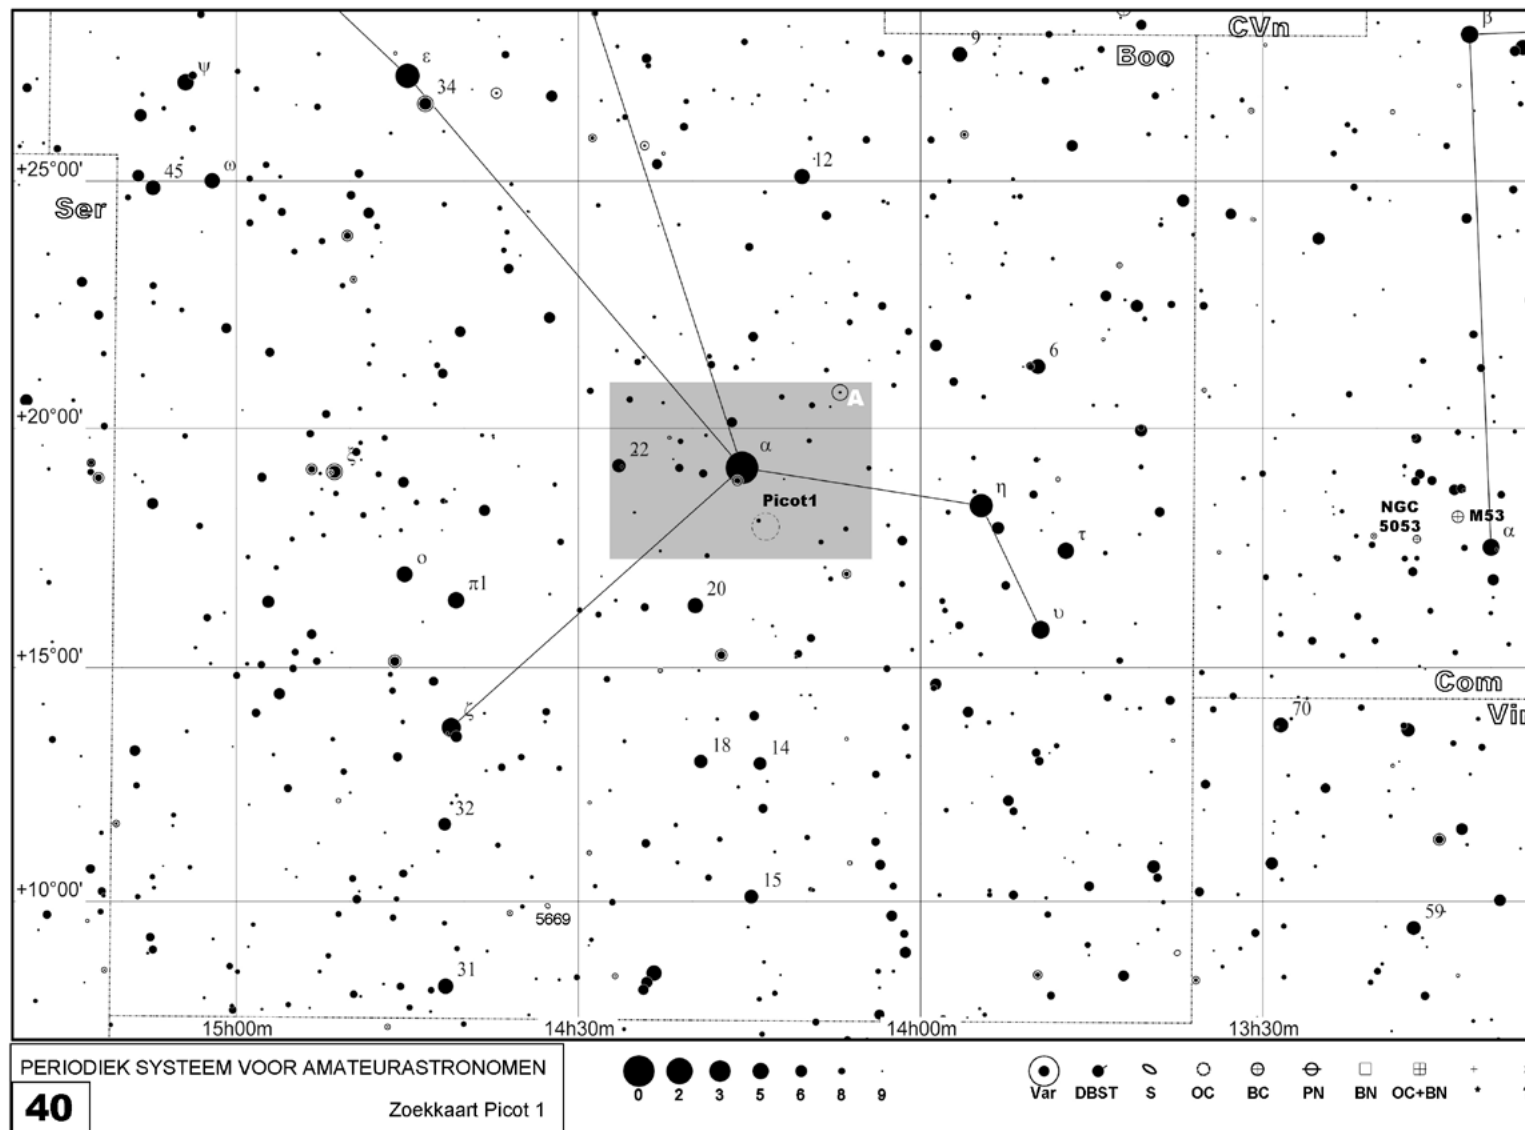 β
CVn
9
Boo
ψ
ε
34
12
+25°00'
45
ω
Ser
6
A
+20°00'
22
α
ξ
Picot1
η
NGC
5053
M53
α
τ
ο
π1
20
υ
+15°00'
Com
Vir
ζ
70
18
14
32
15
+10°00'
5669
59
31
15h00m
14h30m
14h00m
13h30m
PERIODIEK SYSTEEM VOOR AMATEURASTRONOMEN
40
Zoekkaart Picot 1
0 2 3 5 6 8 9
Var DBST S OC BC PN BN OC+BN *